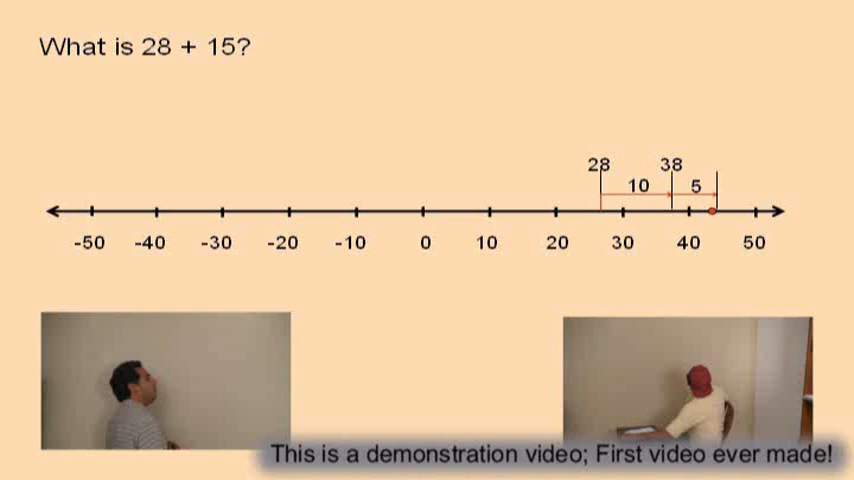 What is 28 + 15?
28 38
10 5
-50 -40 -30 -20 -10 0 10 20 30 40 50
This is a demonstration video; First video ever made!